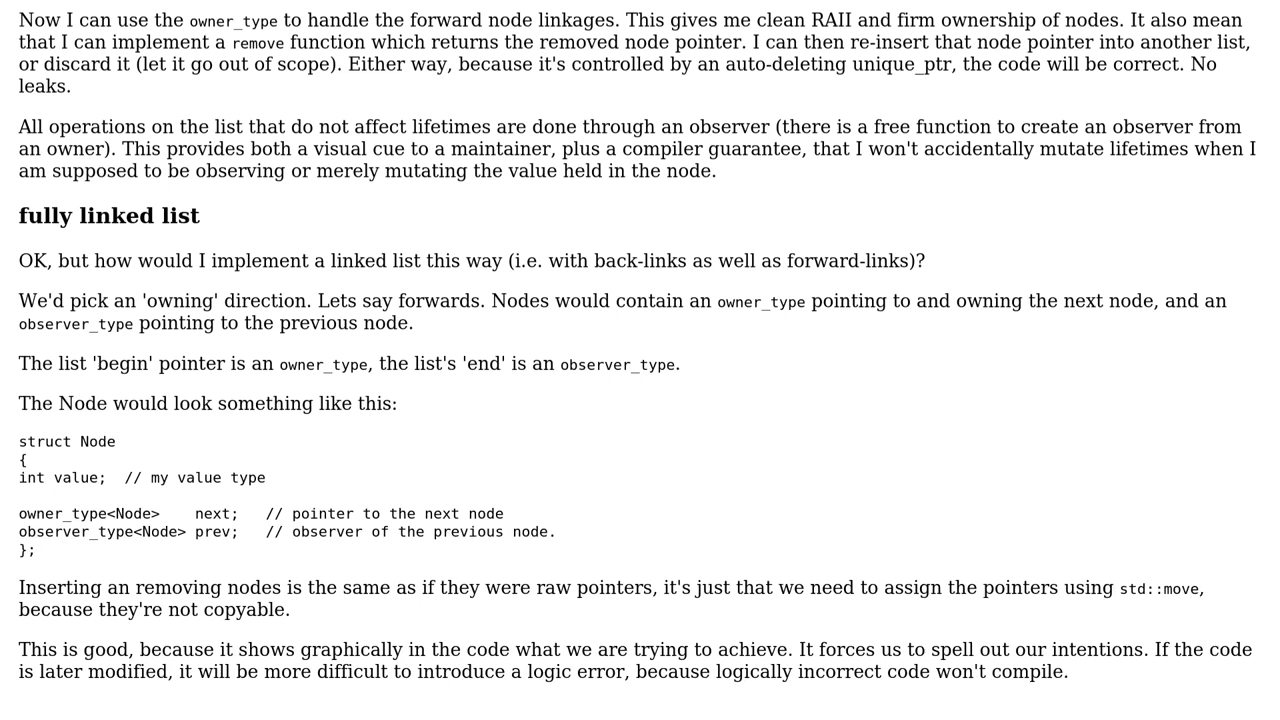 Now I can use the owner_type to handle the forward node linkages. This gives me clean RAII and firm ownership of nodes. It also mean
that I can implement a remove function which returns the removed node pointer. I can then re-insert that node pointer into another list,
or discard it (let it go out of scope). Either way, because it's controlled by an auto-deleting unique_ptr, the code will be correct. No
leaks.
All operations on the list that do not affect lifetimes are done through an observer (there is a free function to create an observer from
an owner). This provides both a visual cue to a maintainer, plus a compiler guarantee, that I won't accidentally mutate lifetimes when I
am supposed to be observing or merely mutating the value held in the node.
fully linked list
OK, but how would I implement a linked list this way (i.e. with back-links as well as forward-links)?
We'd pick an 'owning' direction. Lets say forwards. Nodes would contain an owner_type pointing to and owning the next node, and an
observer_type pointing to the previous node.
The list 'begin' pointer is an owner_type, the list's 'end' is an observer_type.
The Node would look something like this:
struct Node
{
int value;  // my value type
owner_type<Node>    next;   // pointer to the next node
observer_type<Node> prev;   // observer of the previous node.
};
Inserting an removing nodes is the same as if they were raw pointers, it's just that we need to assign the pointers using std::move,
because they're not copyable.
This is good, because it shows graphically in the code what we are trying to achieve. It forces us to spell out our intentions. If the code
is later modified, it will be more difficult to introduce a logic error, because logically incorrect code won't compile.